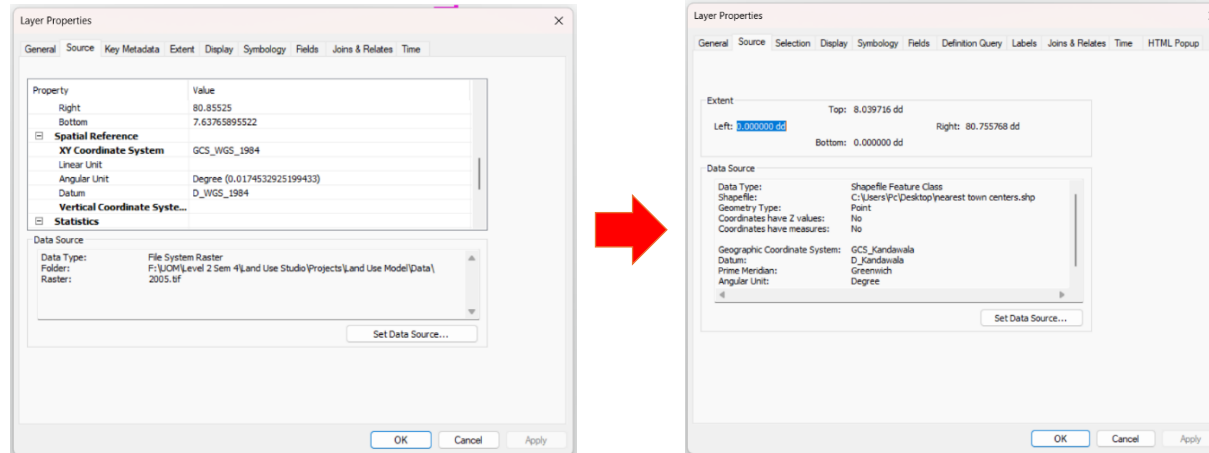 Layer Properties
General Source Key Metadata Extent Display Symbology Fields Joins & Relates Time
Property Value
Right 80.85525
Bottom 7.63765895522
Spatial Reference
XY Coordinate System GCS_WGS_1984
Linear Unit
Angular Unit Degree (0.0174532925199433)
Datum D_WGS_1984
Vertical Coordinate Syste...
Statistics
Data Source
Data Type: File System Raster
Folder: F:\UOM\Level 2 Sem 4\Land Use Studio\Projects\Land Use Model\Data\
Raster: 2005.tif
Set Data Source...
OK Cancel Apply
Layer Properties
General Source Selection Display Symbology Fields Definition Query Labels Joins & Relates Time HTML Popup
Extent
Top: 8.039716 dd
Left: 0.000000 dd Right: 80.755768 dd
Bottom: 0.000000 dd
Data Source
Data Type: Shapefile Feature Class
Shapefile: C:\Users\Pc\Desktop\nearest town centers.shp
Geometry Type: Point
Coordinates have Z values: No
Coordinates have measures: No
Geographic Coordinate System: GCS_Kandawala
Datum: D_Kandawala
Prime Meridian: Greenwich
Angular Unit: Degree
Set Data Source...
OK Cancel Apply